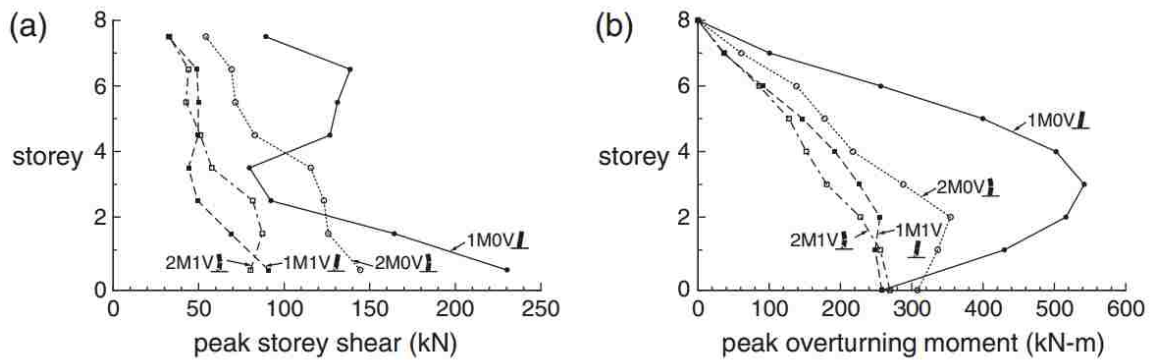 (a)
8
6
storey
4
2
0
1M0V
2M1V 1M1V 2M0V
0 50 100 150 200 250
peak storey shear (kN)
(b)
8
6
storey
4
2
0
1M0V
2M0V
2M1V 1M1V
0 100 200 300 400 500 600
peak overturning moment (kN-m)